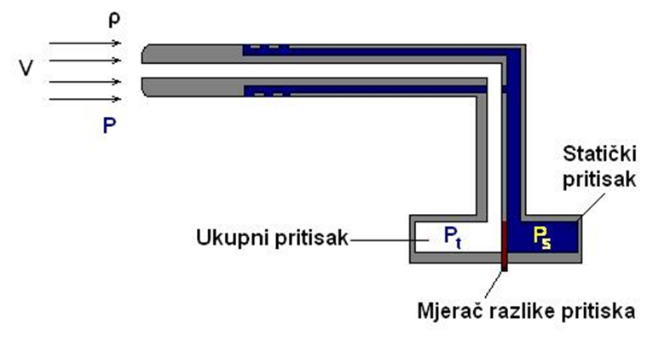 ρ
V
P
Statički
pritisak
Ukupni pritisak
Pt
Ps
Mjerač razlike pritiska